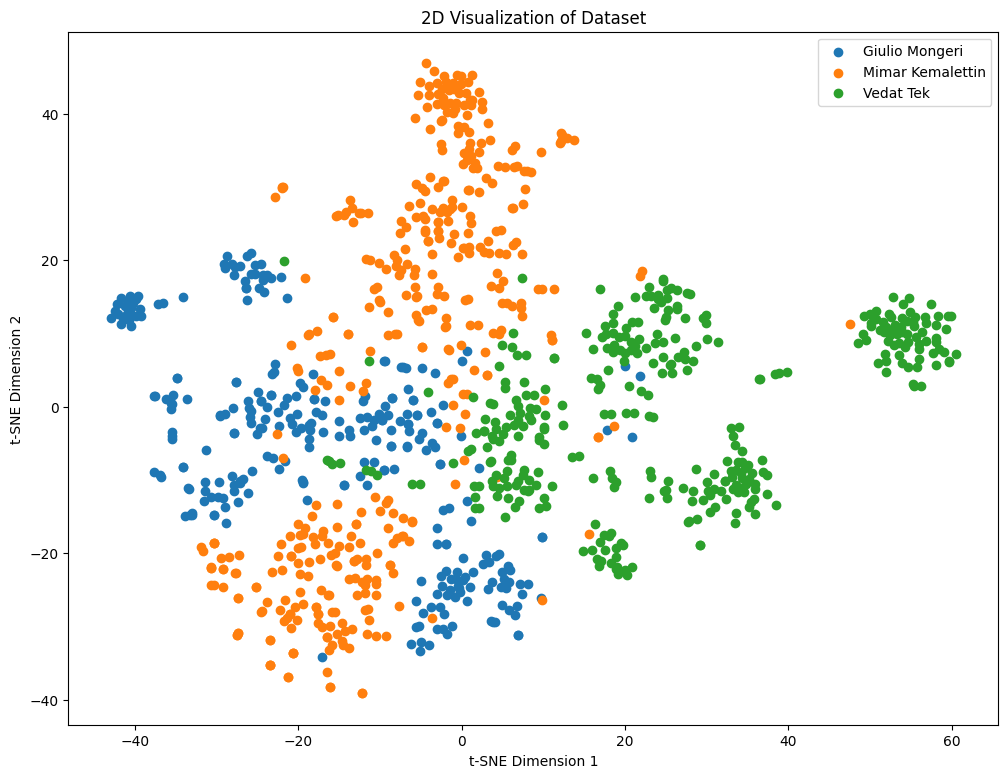 2D Visualization of Dataset
Giulio Mongeri
Mimar Kemalettin
Vedat Tek
t-SNE Dimension 2
40
20
0
−20
−40
−40
−20
0
20
40
60
t-SNE Dimension 1